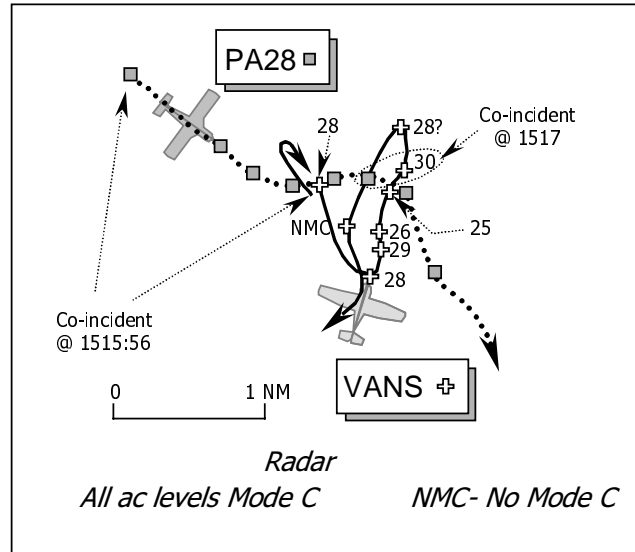 PA28
28
28?
Co-incident
@ 1517
30
NMC
26
25
29
28
Co-incident
@ 1515:56
0 1 NM
VANS
Radar
All ac levels Mode C NMC- No Mode C